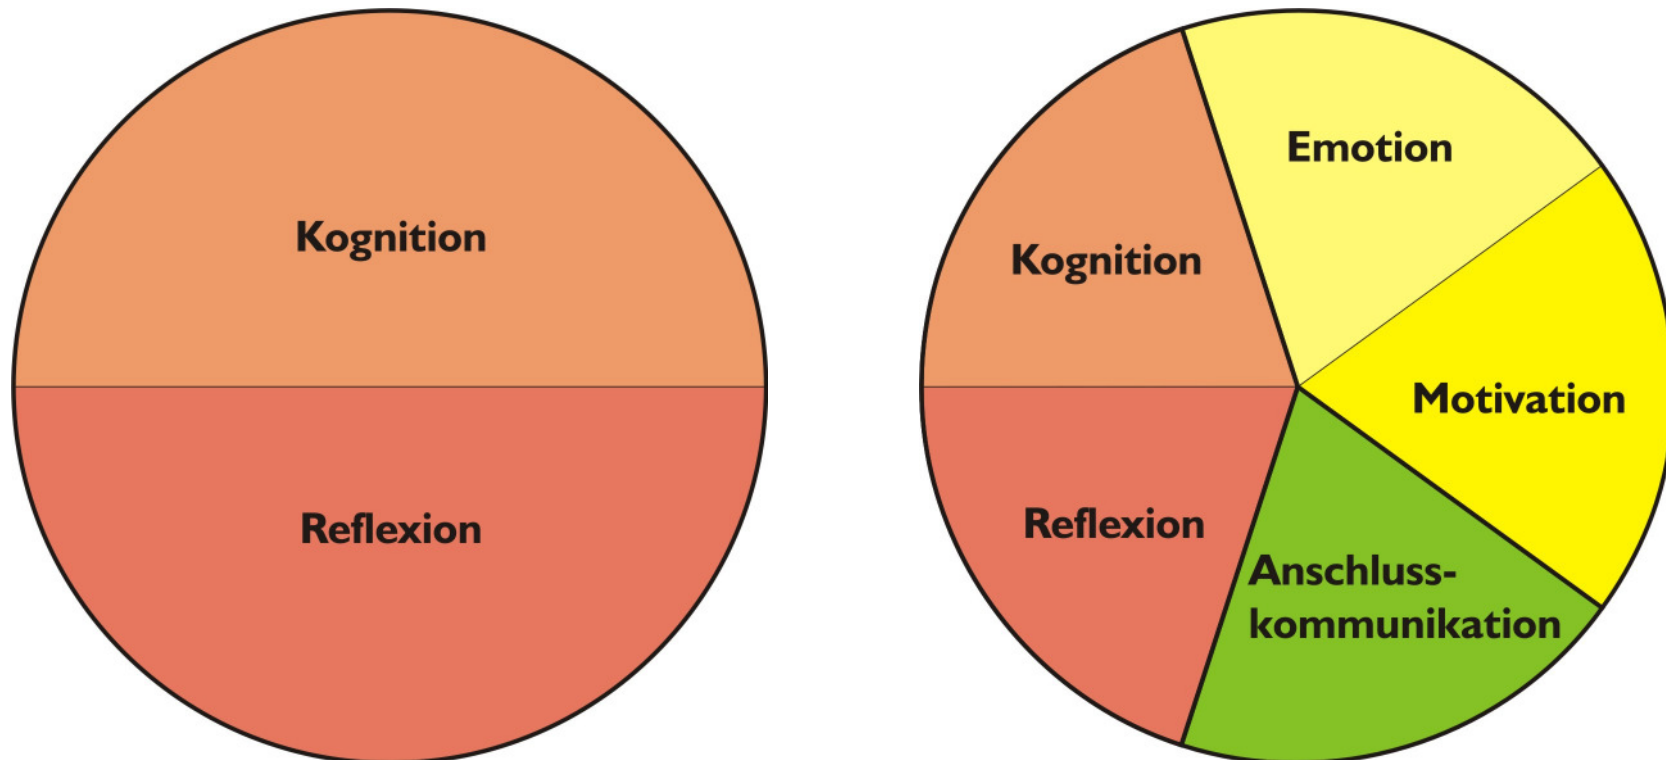 Kognition
Reflexion
Emotion
Kognition
Motivation
Reflexion
Anschluss-
kommunikation